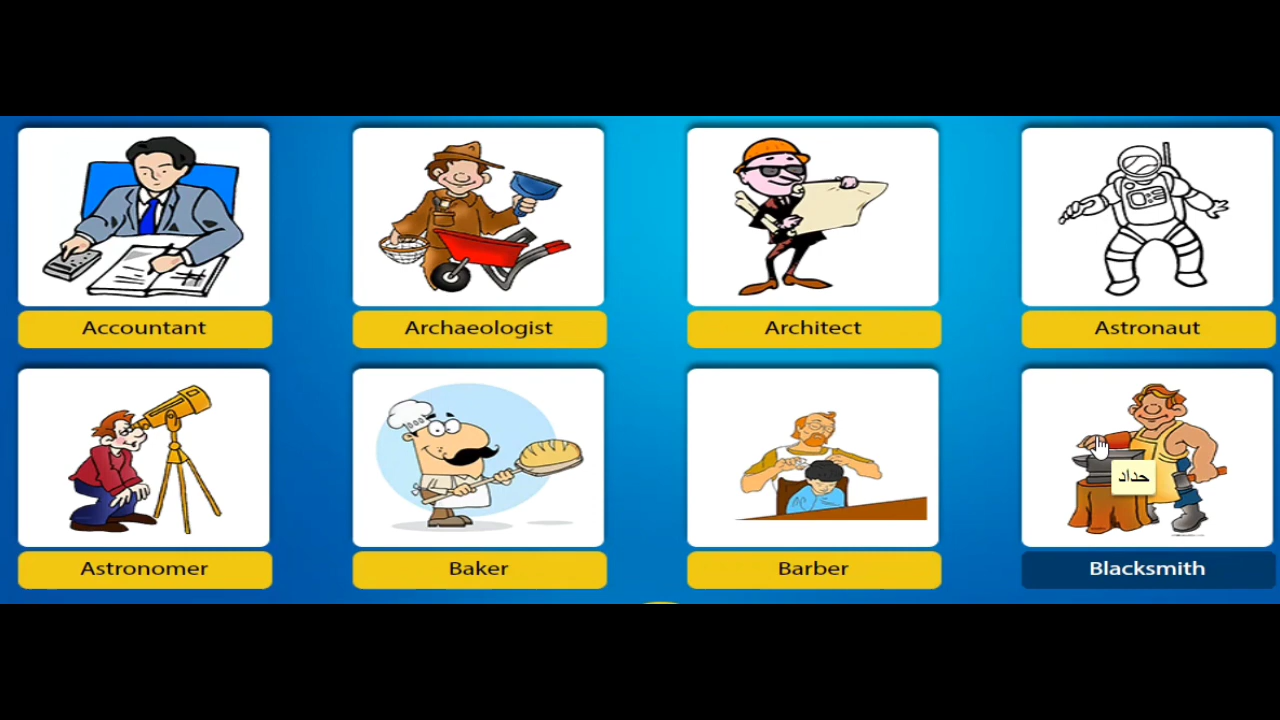 Accountant
Archaeologist
Architect
Astronaut
حداد
Astronomer
Baker
Barber
Blacksmith